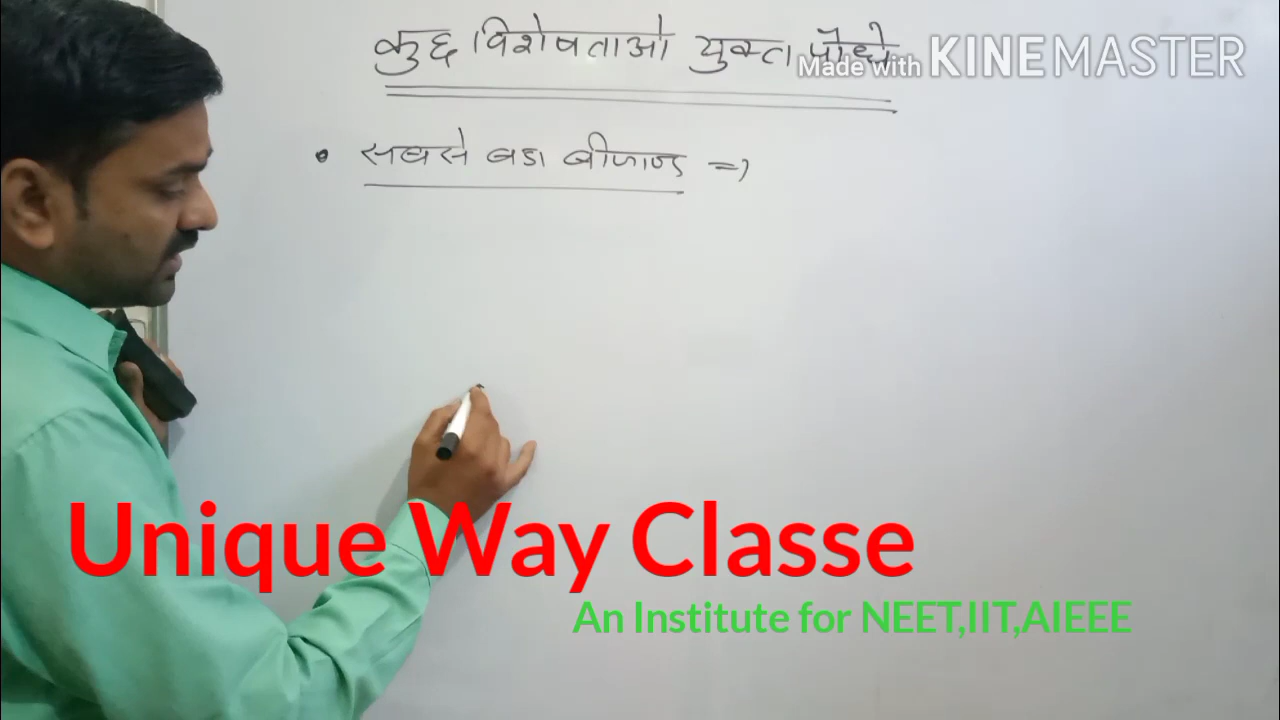 कुछ विशेषताओ युक्त पौधे
Made with KINEMASTER
• सबसे बडा बीजाण्ड =>
Unique Way Classe
An Institute for NEET,IIT,AIEEE